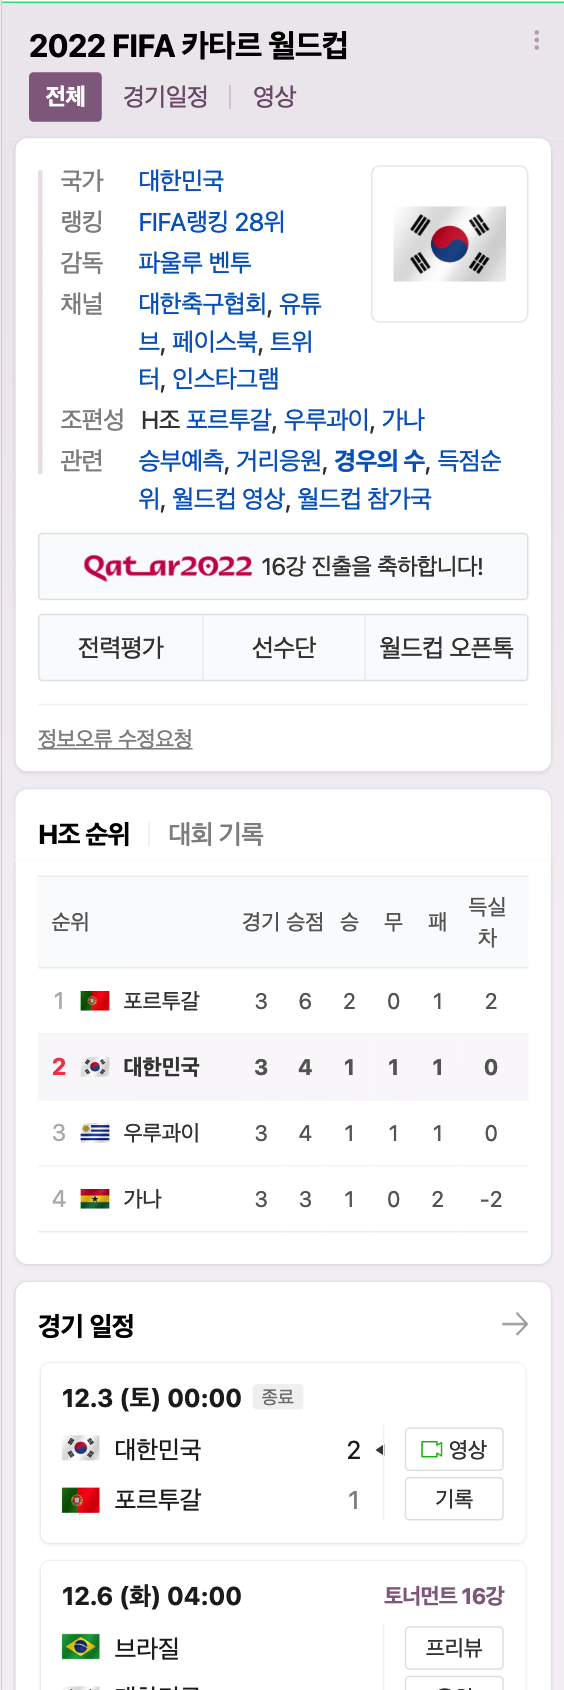 2022 FIFA 카타르 월드컵
전체 경기일정 영상
국가 대한민국
랭킹 FIFA랭킹 28위
감독 파울루 벤투
채널 대한축구협회, 유튜
브, 페이스북, 트위
터, 인스타그램
조편성 H조 포르투갈, 우루과이, 가나
관련 승부예측, 거리응원, 경우의 수, 득점순
위, 월드컵 영상, 월드컵 참가국
Qatar2022 16강 진출을 축하합니다!
전력평가 선수단 월드컵 오픈톡
정보오류 수정요청
H조 순위 대회 기록
순위 경기 승점 승 무 패 득실
차
1 포르투갈 3 6 2 0 1 2
2 대한민국 3 4 1 1 1 0
3 우루과이 3 4 1 1 1 0
4 가나 3 3 1 0 2 -2
경기 일정
12.3 (토) 00:00 종료
대한민국 2 영상
포르투갈 1 기록
12.6 (화) 04:00 토너먼트 16강
브라질 프리뷰